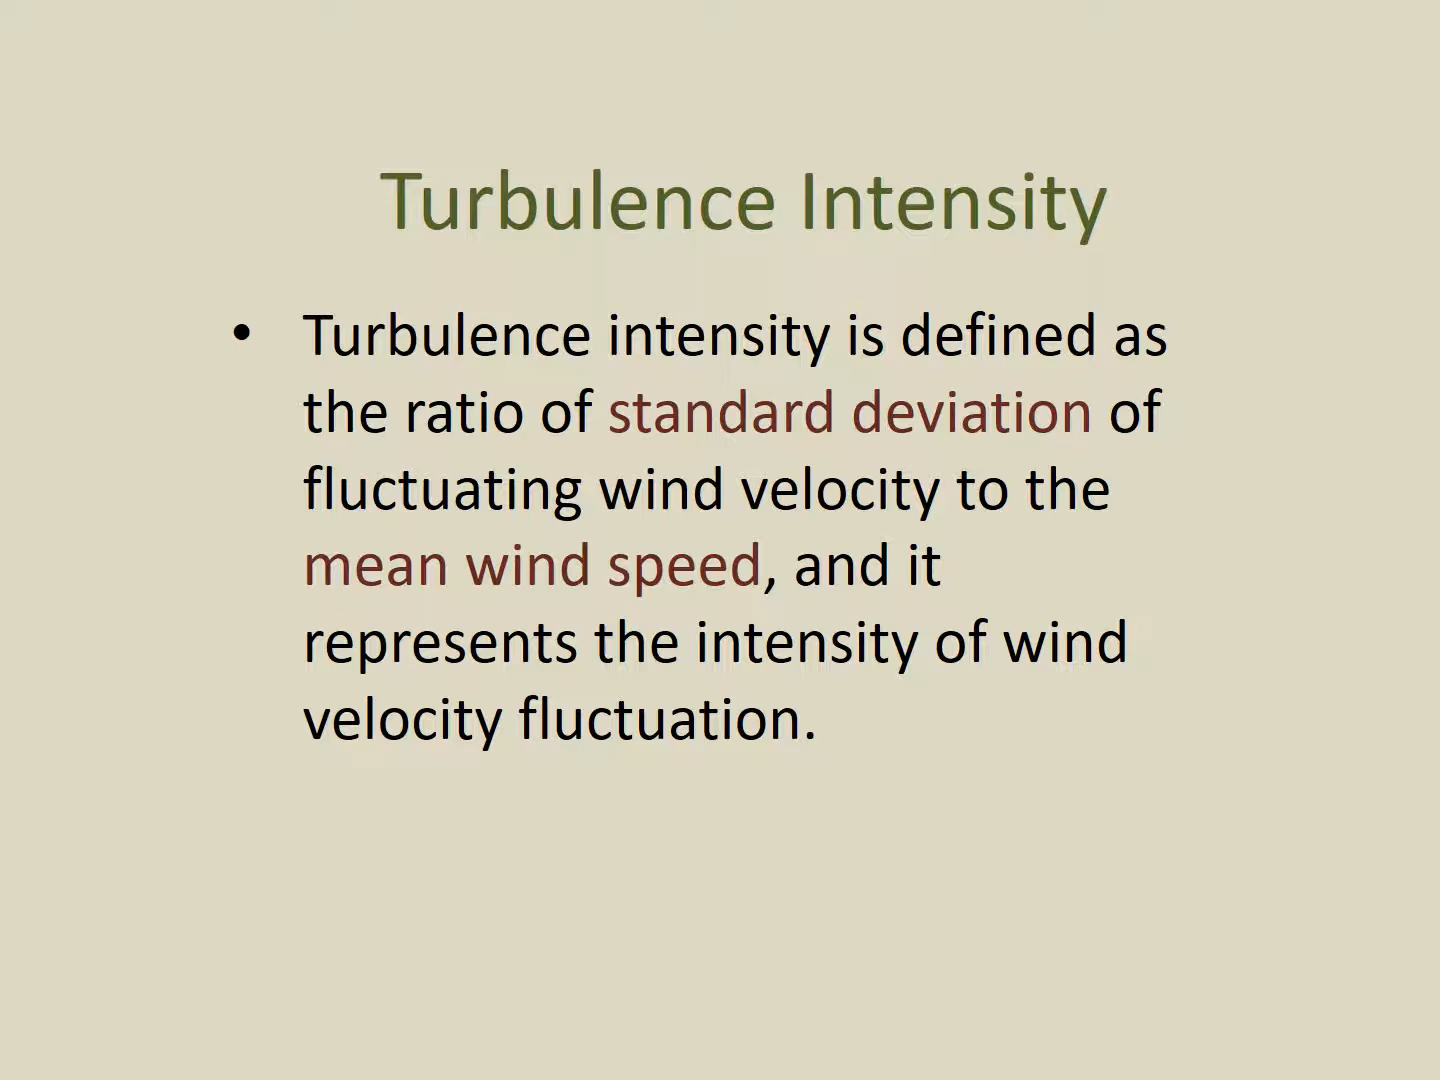 Turbulence Intensity
• Turbulence intensity is defined as
the ratio of standard deviation of
fluctuating wind velocity to the
mean wind speed, and it
represents the intensity of wind
velocity fluctuation.